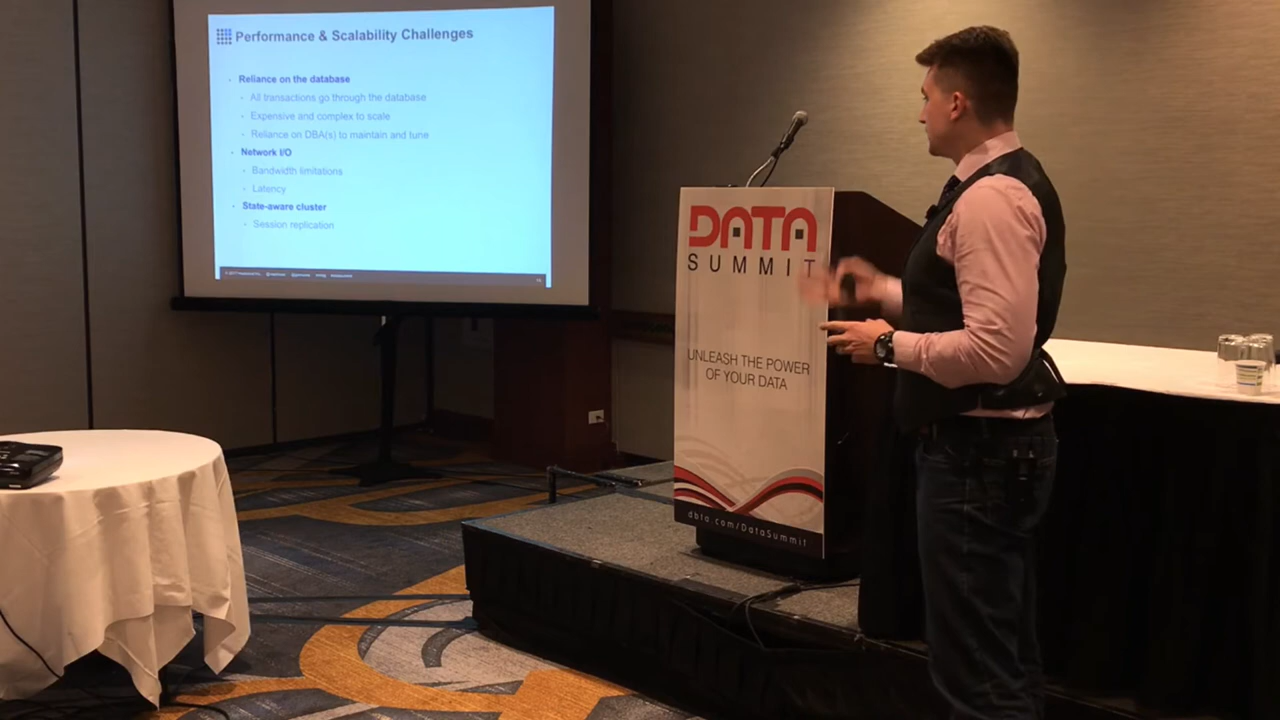 Performance & Scalability Challenges
Reliance on the database
All transactions go through the database
Expensive and complex to scale
Reliance on DBA(s) to maintain and tune
Network I/O
Bandwidth limitations
Latency
State-aware cluster
Session replication
DATA
SUMMIT
UNLEASH THE POWER
OF YOUR DATA
dbta.com/DataSummit